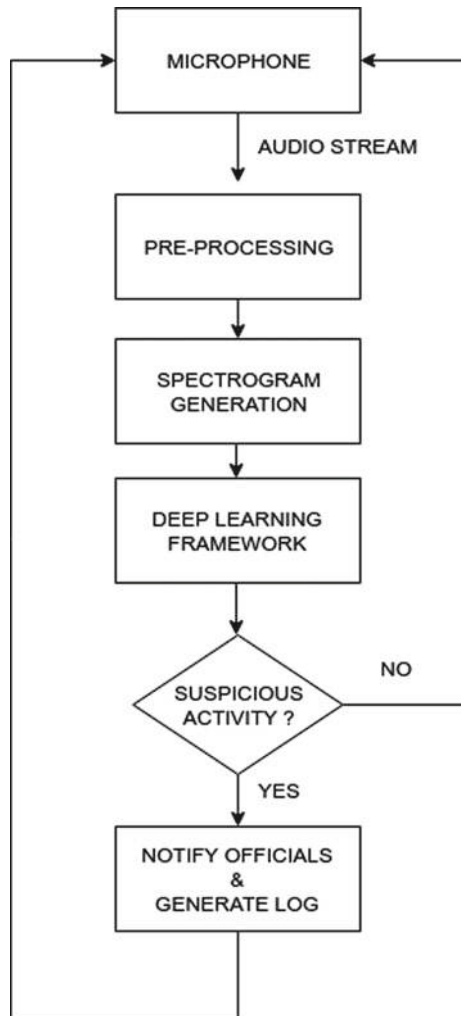 MICROPHONE
AUDIO STREAM
PRE-PROCESSING
SPECTROGRAM
GENERATION
DEEP LEARNING
FRAMEWORK
SUSPICIOUS
ACTIVITY ?
NO
YES
NOTIFY OFFICIALS
&
GENERATE LOG